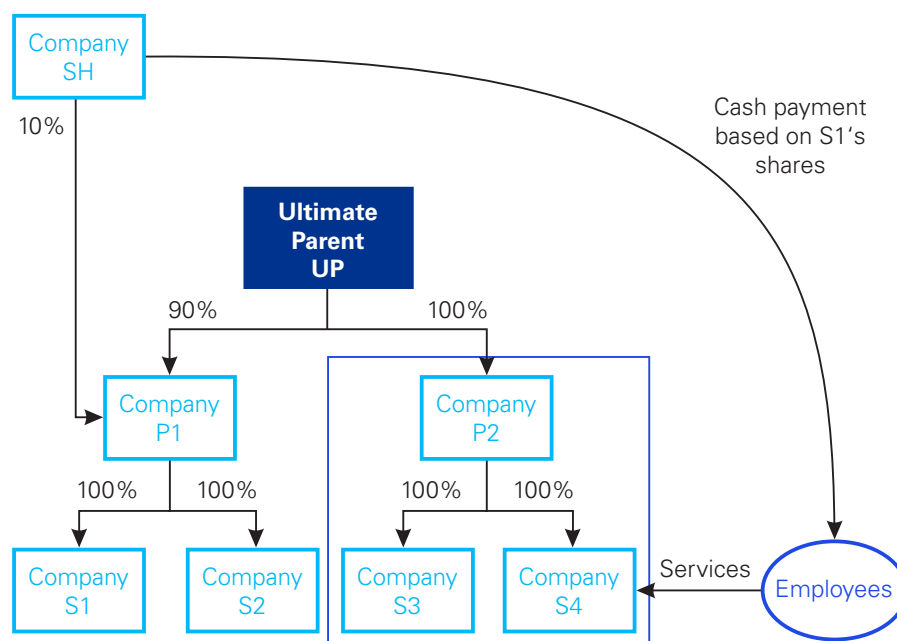 Company
SH
10%
Cash payment
based on S1‘s
shares
Ultimate
Parent
UP
90%
100%
Company
P1
Company
P2
100%
100%
100%
100%
Company
S1
Company
S2
Company
S3
Company
S4
Services
Employees